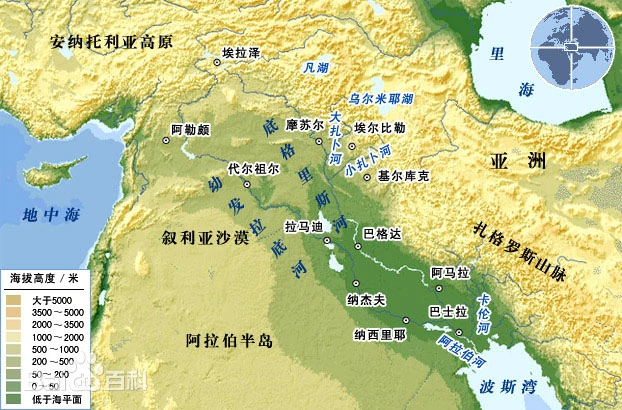 安纳托利亚高原
埃拉泽
凡湖
里海
乌尔米耶湖
阿勒颇
底格里斯河
摩苏尔
大扎卜河
埃尔比勒
小扎卜河
亚洲
代尔祖尔
基尔库克
幼发拉底河
地中海
叙利亚沙漠
拉马迪
巴格达
扎格罗斯山脉
海拔高度/米
大于5000
3500~5000
2000~3500
1000~2000
500~1000
200~500
50~200
0~50
低于海平面
纳杰夫
阿马拉
卡伦河
纳西里耶
巴士拉
阿拉伯半岛
阿拉伯河
波斯湾
百科